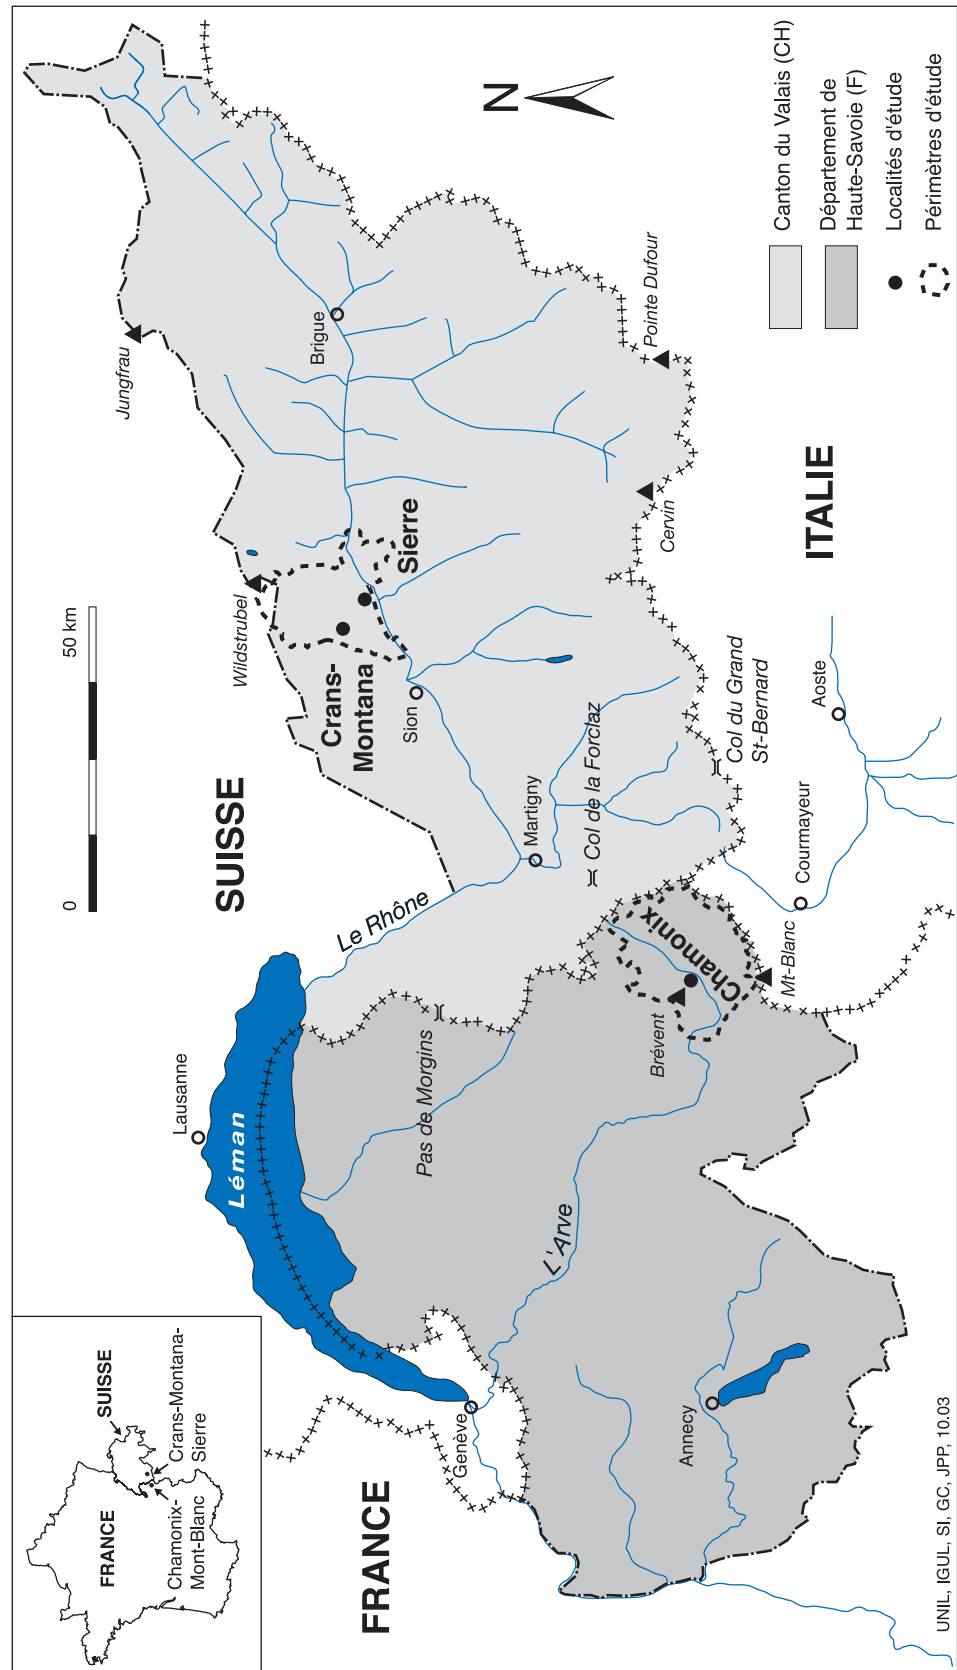 FRANCE
SUISSE
Chamonix-
Mont-Blanc
Crans-Montana-
Sierre
0
50 km
SUISSE
FRANCE
ITALIE
N
Lausanne
Léman
Genève
Annecy
L'Arve
Le Rhône
Pas de Morgins
Brévent
Chamonix
Mt-Blanc
Courmayeur
Aoste
Martigny
Col de la Forclaz
Col du Grand
St-Bernard
Sion
Crans-
Montana
Sierre
Wildstrubel
Jungfrau
Brigue
Cervin
Pointe Dufour
Canton du Valais (CH)
Département de
Haute-Savoie (F)
Localités d'étude
Périmètres d'étude
UNIL, IGUL, SI, GC, JPP, 10.03